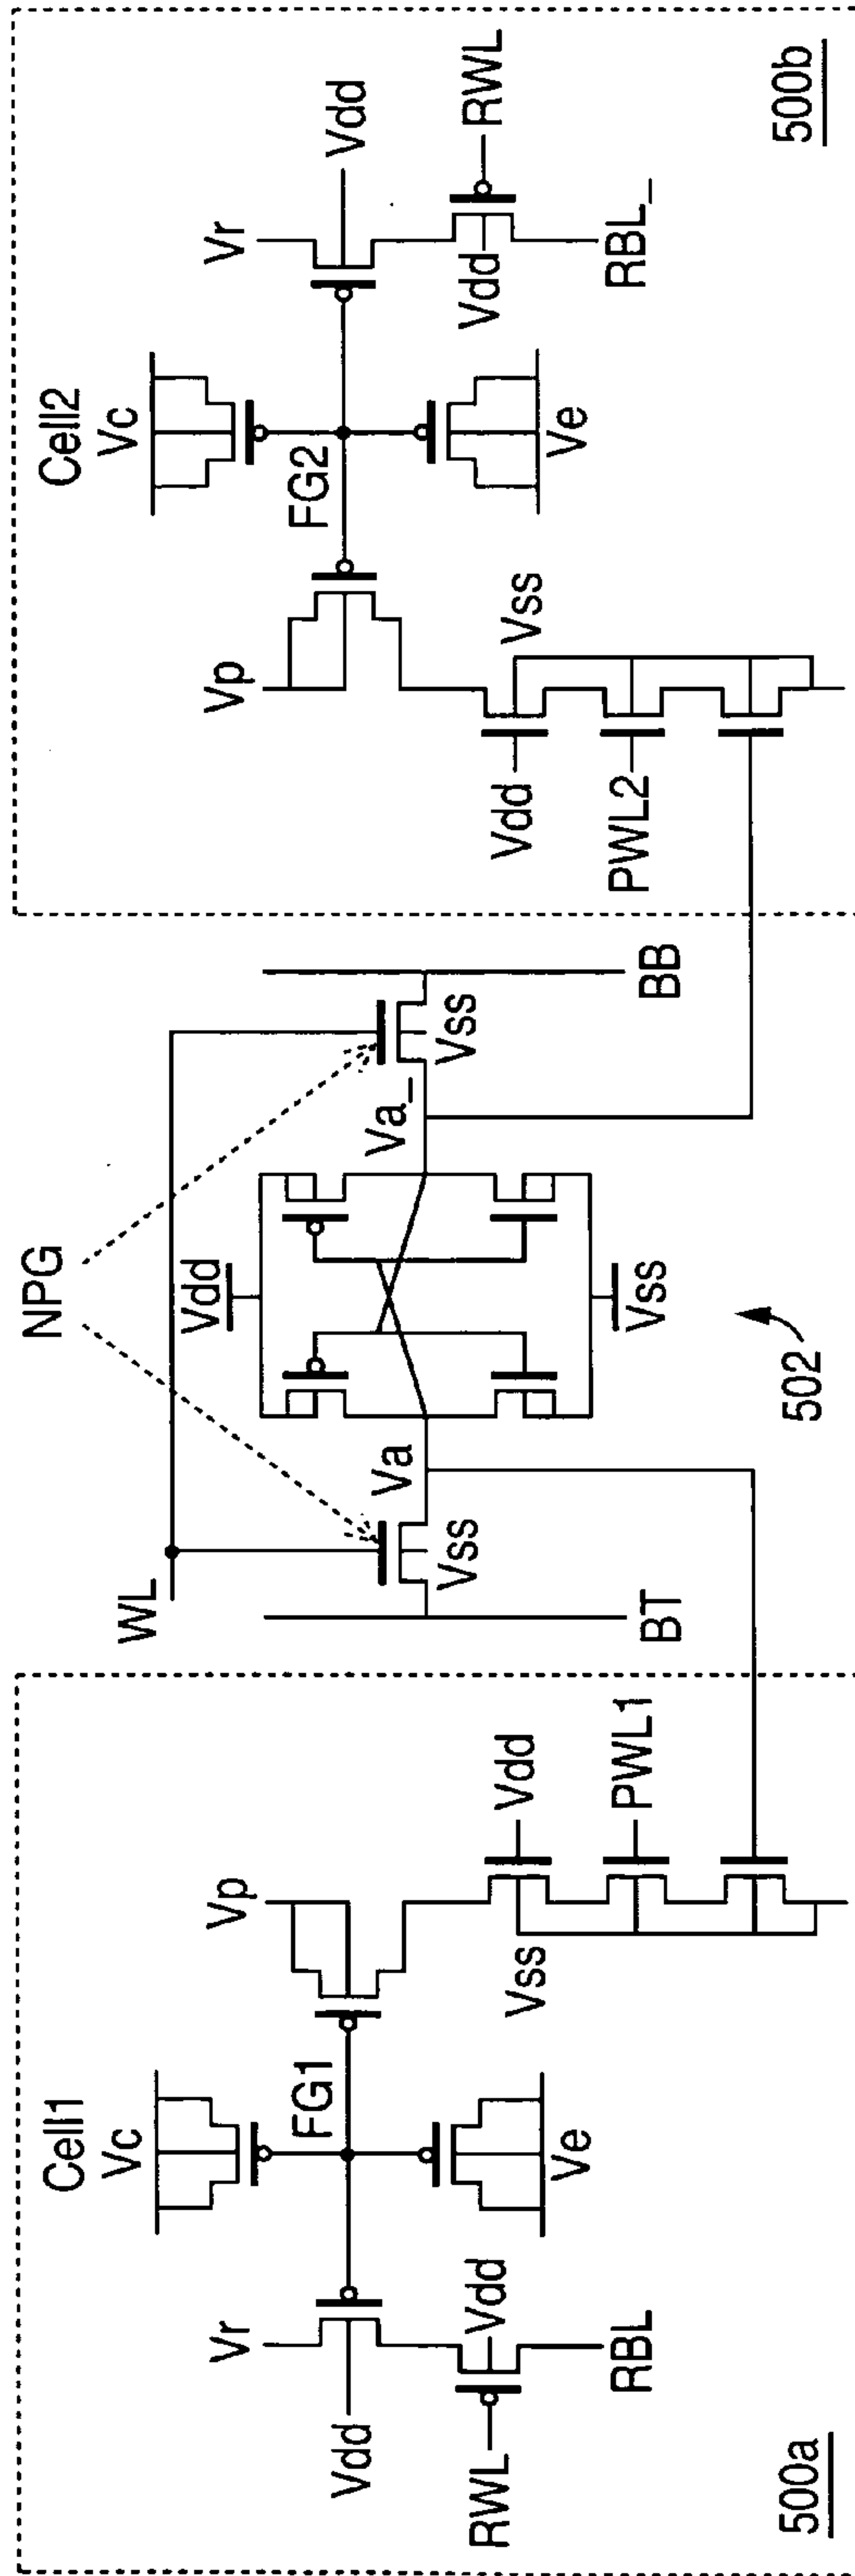 Cell1
Vc
FG1
Ve
Vr
Vdd
RWL
Vdd
RBL
Vp
Vss
Vdd
PWL1
500a
NPG
WL
Vdd
Va
Va_
Vss
Vss
Vss
BT
BB
502
Cell2
Vc
FG2
Ve
Vp
Vdd
Vss
PWL2
Vr
Vdd
RWL
Vdd
RBL_
500b